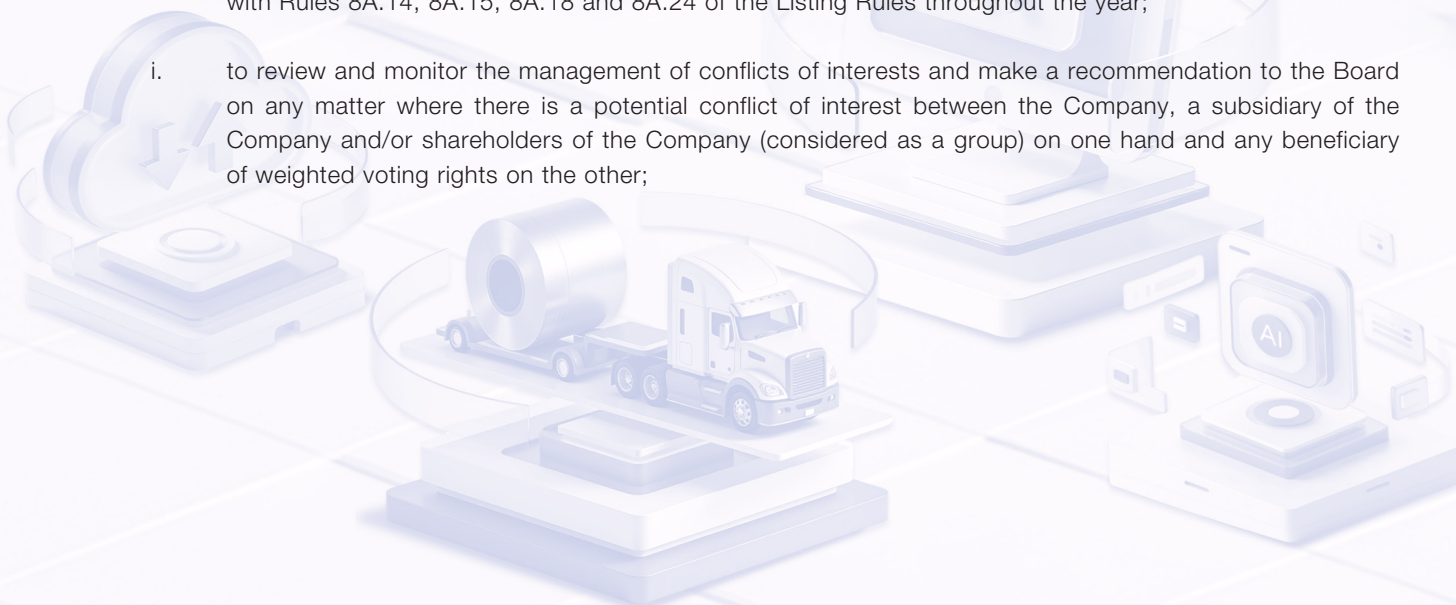 with Rules 8A.14, 8A.15, 8A.18 and 8A.24 of the Listing Rules throughout the year;
i. to review and monitor the management of conflicts of interests and make a recommendation to the Board
on any matter where there is a potential conflict of interest between the Company, a subsidiary of the
Company and/or shareholders of the Company (considered as a group) on one hand and any beneficiary
of weighted voting rights on the other;
AI